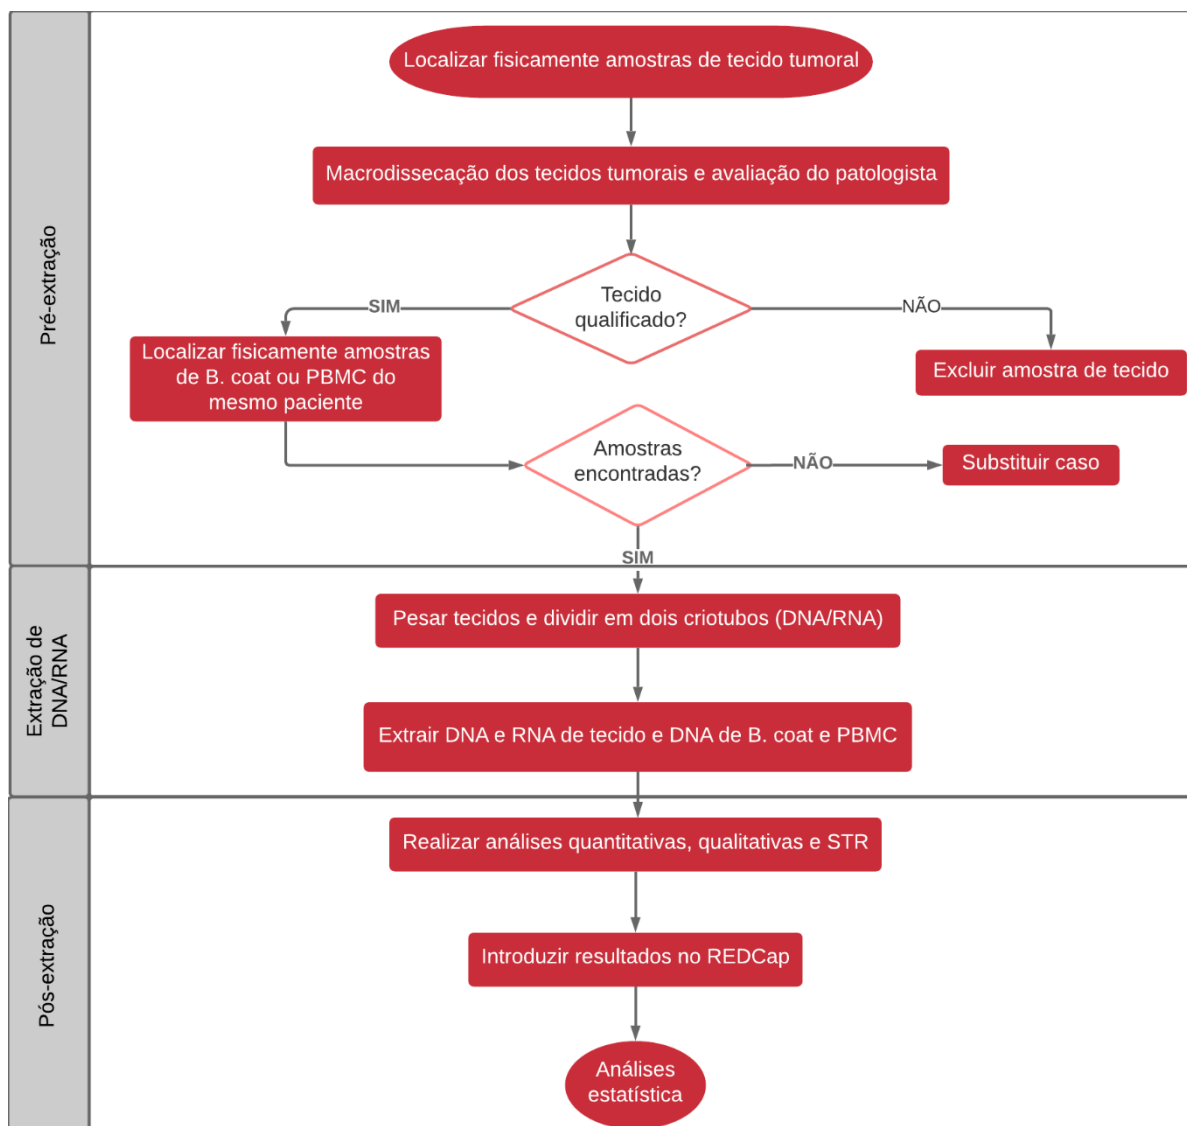 Localizar fisicamente amostras de tecido tumoral
Macrodissecação dos tecidos tumorais e avaliação do patologista
Pré-extração
Tecido
qualificado?
SIM
NÃO
Localizar fisicamente amostras
de B. coat ou PBMC do
mesmo paciente
Excluir amostra de tecido
Amostras
encontradas?
NÃO
Substituir caso
SIM
Extração de
DNA/RNA
Pesar tecidos e dividir em dois criotubos (DNA/RNA)
Extrair DNA e RNA de tecido e DNA de B. coat e PBMC
Pós-extração
Realizar análises quantitativas, qualitativas e STR
Introduzir resultados no REDCap
Análises
estatística